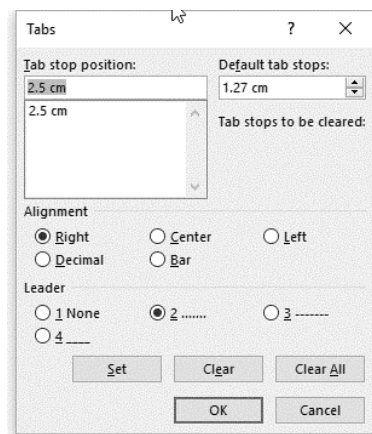 Tabs ? ×
Tab stop position: Default tab stops:
2.5 cm 1.27 cm
2.5 cm
Tab stops to be cleared:
Alignment
Right Center Left
Decimal Bar
Leader
1 None 2 ....... 3 -------
4 ____
Set Clear Clear All
OK Cancel